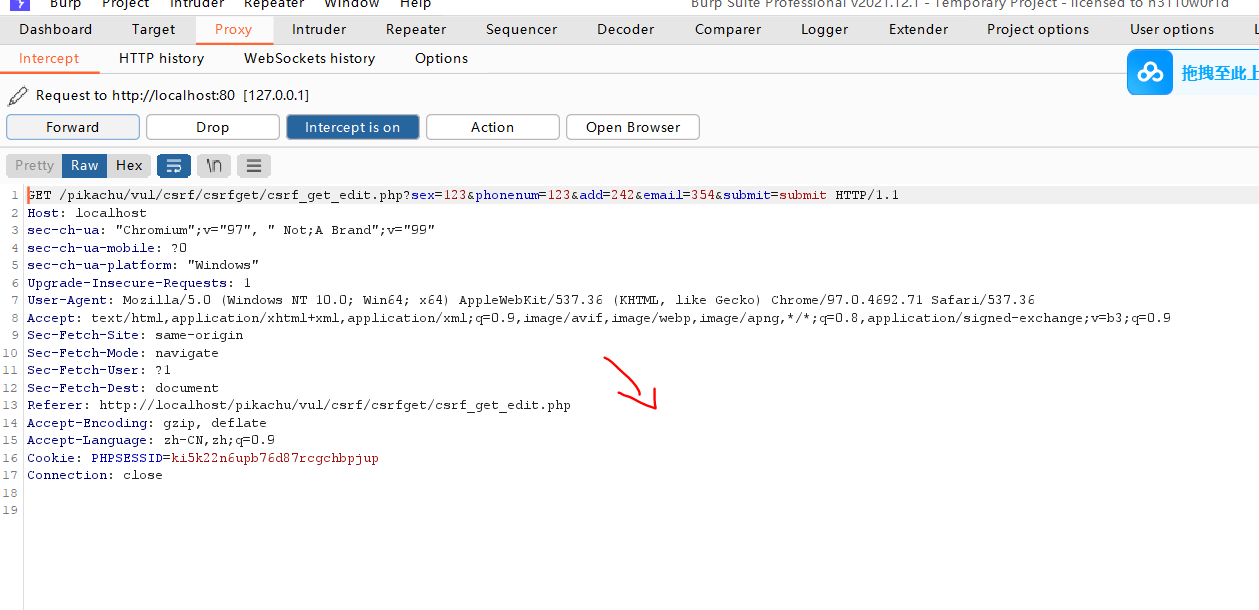 Burp Project Intruder Repeater Window Help Burp Suite Professional v2021.12.1 - Temporary Project - licensed to h3110w0r1d
Dashboard Target Proxy Intruder Repeater Sequencer Decoder Comparer Logger Extender Project options User options
Intercept HTTP history WebSockets history Options
拖拽至此上
Request to http://localhost:80 [127.0.0.1]
Forward Drop Intercept is on Action Open Browser
Pretty Raw Hex \n
1 GET /pikachu/vul/csrf/csrfget/csrf_get_edit.php?sex=123&phonenum=123&add=242&email=354&submit=submit HTTP/1.1
2 Host: localhost
3 sec-ch-ua: "Chromium";v="97", " Not;A Brand";v="99"
4 sec-ch-ua-mobile: ?0
5 sec-ch-ua-platform: "Windows"
6 Upgrade-Insecure-Requests: 1
7 User-Agent: Mozilla/5.0 (Windows NT 10.0; Win64; x64) AppleWebKit/537.36 (KHTML, like Gecko) Chrome/97.0.4692.71 Safari/537.36
8 Accept: text/html,application/xhtml+xml,application/xml;q=0.9,image/avif,image/webp,image/apng,*/*;q=0.8,application/signed-exchange;v=b3;q=0.9
9 Sec-Fetch-Site: same-origin
10 Sec-Fetch-Mode: navigate
11 Sec-Fetch-User: ?1
12 Sec-Fetch-Dest: document
13 Referer: http://localhost/pikachu/vul/csrf/csrfget/csrf_get_edit.php
14 Accept-Encoding: gzip, deflate
15 Accept-Language: zh-CN,zh;q=0.9
16 Cookie: PHPSESSID=ki5k22n6upb76d87rcgchbpjup
17 Connection: close
18
19